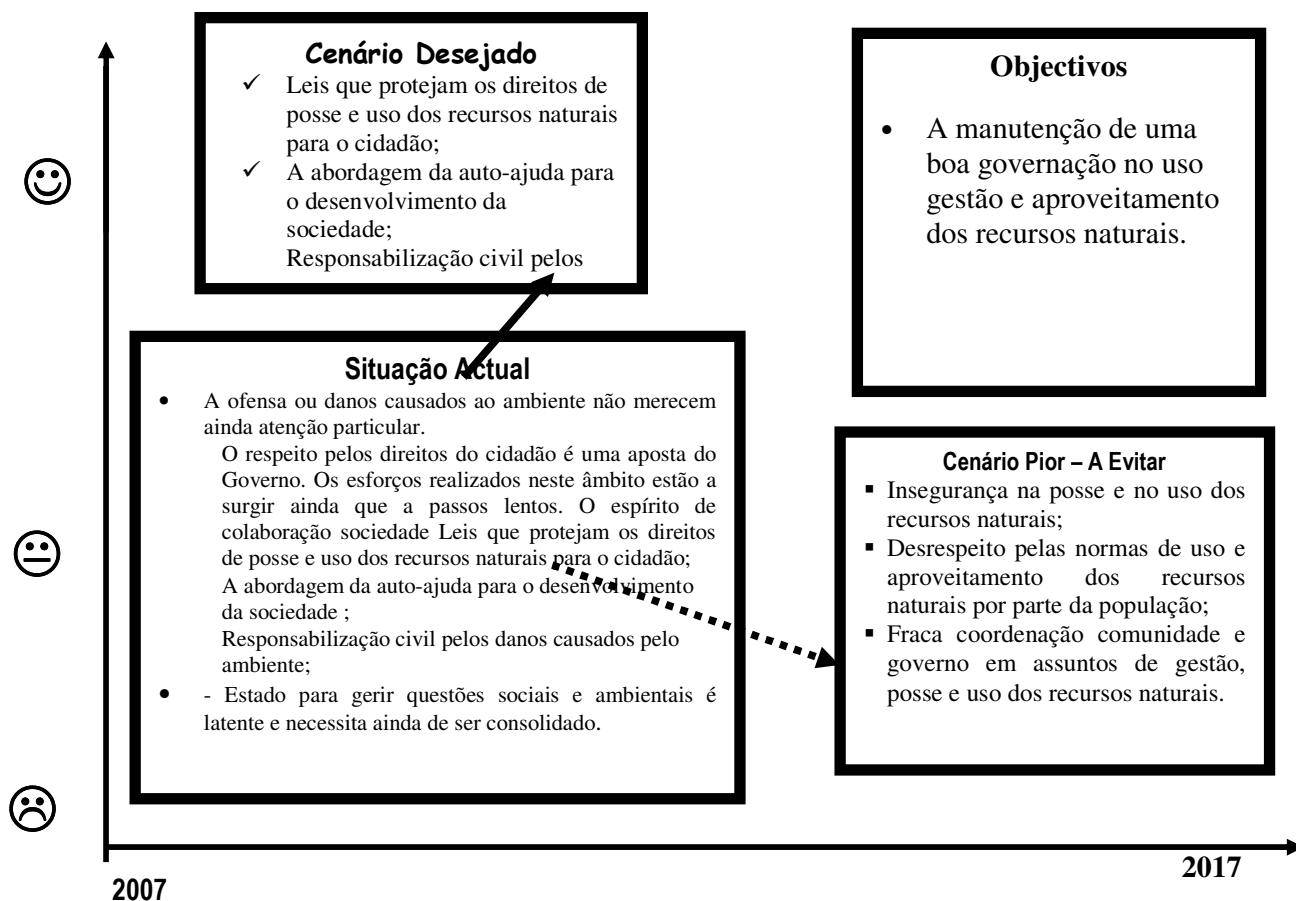 Cenário Desejado
✓ Leis que protejam os direitos de
posse e uso dos recursos naturais
para o cidadão;
✓ A abordagem da auto-ajuda para
o desenvolvimento da
sociedade;
Responsabilização civil pelos
Objectivos
• A manutenção de uma
boa governação no uso
gestão e aproveitamento
dos recursos naturais.
Situação Actual
• A ofensa ou danos causados ao ambiente não merecem
ainda atenção particular.
O respeito pelos direitos do cidadão é uma aposta do
Governo. Os esforços realizados neste âmbito estão a
surgir ainda que a passos lentos. O espírito de
colaboração sociedade Leis que protejam os direitos
de posse e uso dos recursos naturais para o cidadão;
A abordagem da auto-ajuda para o desenvolvimento
da sociedade ;
Responsabilização civil pelos danos causados pelo
ambiente;
• - Estado para gerir questões sociais e ambientais é
latente e necessita ainda de ser consolidado.
Cenário Pior – A Evitar
▪ Insegurança na posse e no uso dos
recursos naturais;
▪ Desrespeito pelas normas de uso e
aproveitamento dos recursos
naturais por parte da população;
▪ Fraca coordenação comunidade e
governo em assuntos de gestão,
posse e uso dos recursos naturais.
2017
2007